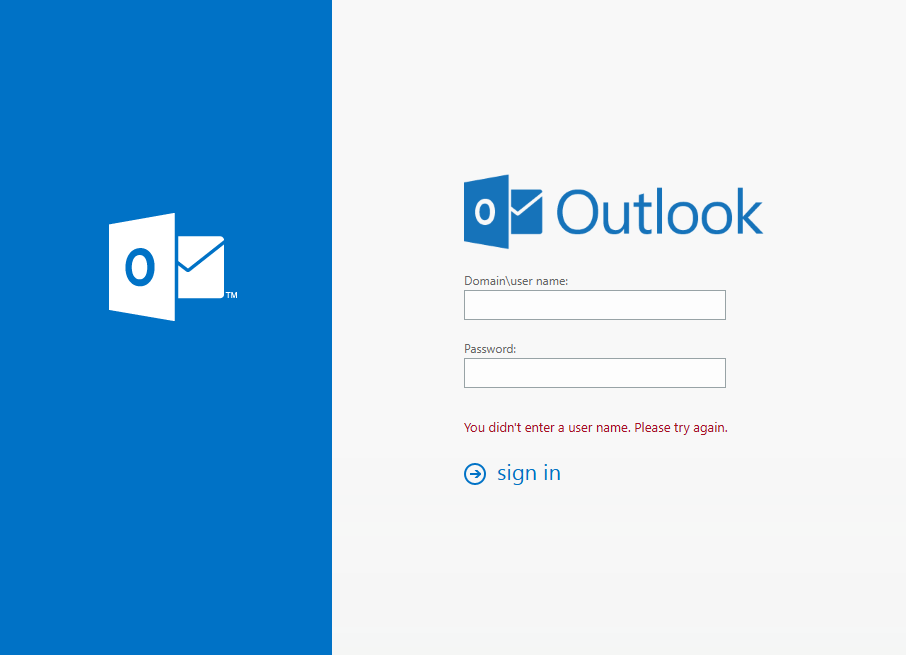 O
TM
O Outlook
Domain\user name:
Password:
You didn't enter a user name. Please try again.
sign in